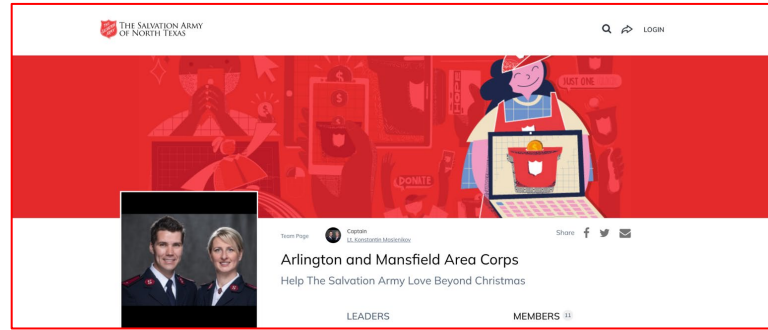 THE SALVATION ARMY
OF NORTH TEXAS
LOGIN
JUST ONE
HOPE
DONATE
Team Page
Captain
Lt. Konstantin Maslenikov
Share
Arlington and Mansfield Area Corps
Help The Salvation Army Love Beyond Christmas
LEADERS
MEMBERS 11